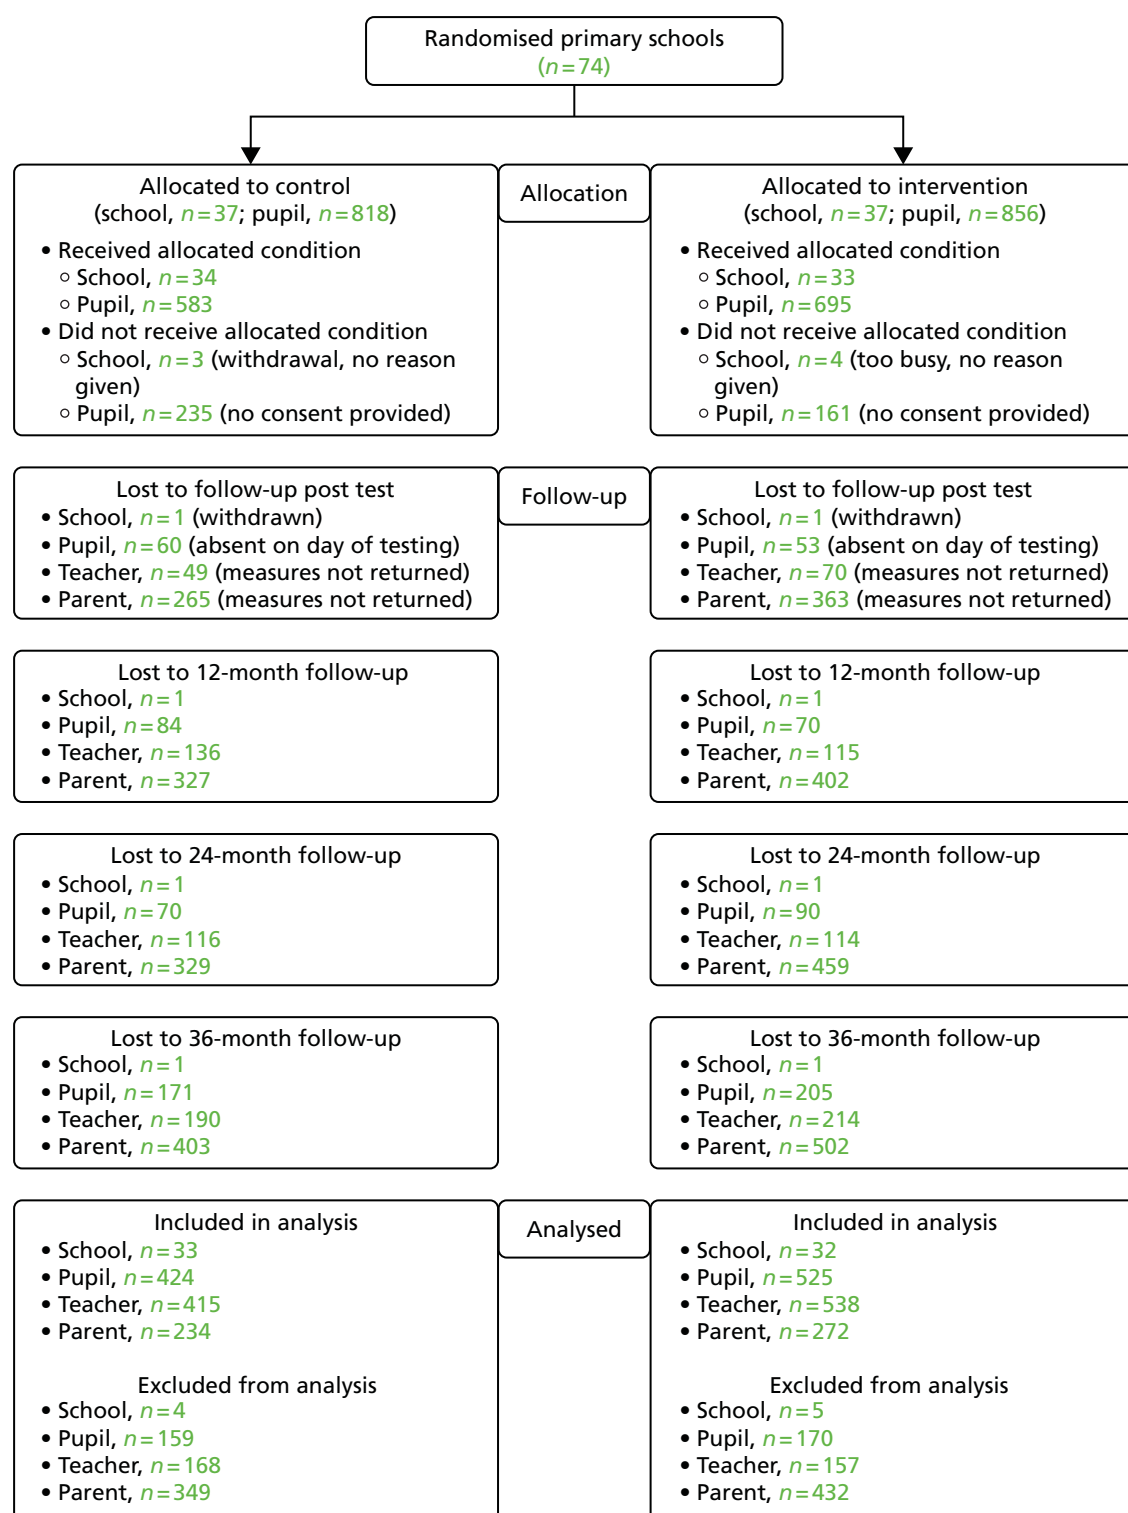 Randomised primary schools
(n=74)
Allocated to control
(school, n=37; pupil, n=818)
• Received allocated condition
○ School, n=34
○ Pupil, n=583
• Did not receive allocated condition
○ School, n=3 (withdrawal, no reason
given)
○ Pupil, n=235 (no consent provided)
Allocation
Allocated to intervention
(school, n=37; pupil, n=856)
• Received allocated condition
○ School, n=33
○ Pupil, n=695
• Did not receive allocated condition
○ School, n=4 (too busy, no reason
given)
○ Pupil, n=161 (no consent provided)
Lost to follow-up post test
• School, n=1 (withdrawn)
• Pupil, n=60 (absent on day of testing)
• Teacher, n=49 (measures not returned)
• Parent, n=265 (measures not returned)
Follow-up
Lost to follow-up post test
• School, n=1 (withdrawn)
• Pupil, n=53 (absent on day of testing)
• Teacher, n=70 (measures not returned)
• Parent, n=363 (measures not returned)
Lost to 12-month follow-up
• School, n=1
• Pupil, n=84
• Teacher, n=136
• Parent, n=327
Lost to 12-month follow-up
• School, n=1
• Pupil, n=70
• Teacher, n=115
• Parent, n=402
Lost to 24-month follow-up
• School, n=1
• Pupil, n=70
• Teacher, n=116
• Parent, n=329
Lost to 24-month follow-up
• School, n=1
• Pupil, n=90
• Teacher, n=114
• Parent, n=459
Lost to 36-month follow-up
• School, n=1
• Pupil, n=171
• Teacher, n=190
• Parent, n=403
Lost to 36-month follow-up
• School, n=1
• Pupil, n=205
• Teacher, n=214
• Parent, n=502
Included in analysis
• School, n=33
• Pupil, n=424
• Teacher, n=415
• Parent, n=234
Excluded from analysis
• School, n=4
• Pupil, n=159
• Teacher, n=168
• Parent, n=349
Analysed
Included in analysis
• School, n=32
• Pupil, n=525
• Teacher, n=538
• Parent, n=272
Excluded from analysis
• School, n=5
• Pupil, n=170
• Teacher, n=157
• Parent, n=432